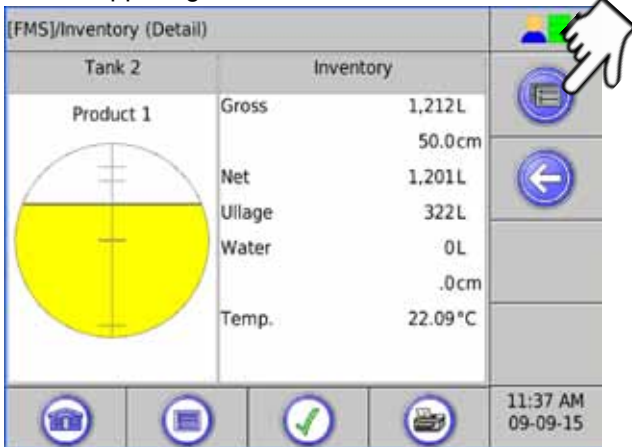 [FMS]/Inventory (Detail)
Tank 2
Inventory
Product 1
Gross 1,212L
50.0cm
Net 1,201L
Ullage 322L
Water 0L
.0cm
Temp. 22.09°C
11:37 AM
09-09-15